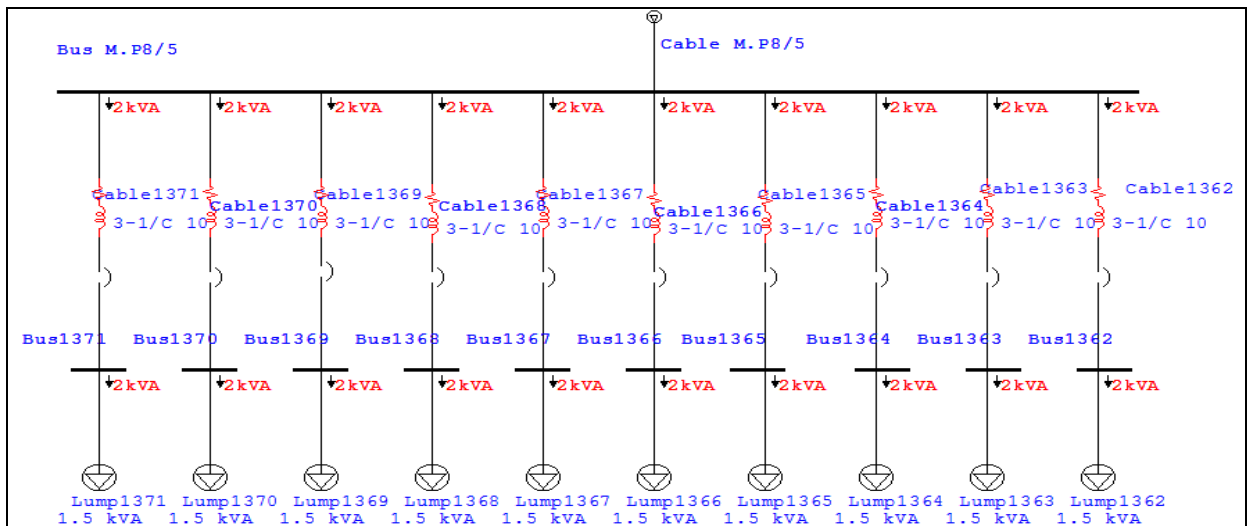 Bus M.P8/5
Cable M.P8/5
2kVA 2kVA 2kVA 2kVA 2kVA 2kVA 2kVA 2kVA 2kVA 2kVA
Cable1371 Cable1369 Cable1367 Cable1365 Cable1363 Cable1362
Cable1370 Cable1368 Cable1366 Cable1364
3-1/C 10 3-1/C 10 3-1/C 10 3-1/C 10 3-1/C 10 3-1/C 10 3-1/C 10 3-1/C 10 3-1/C 10 3-1/C 10
Bus1371 Bus1370 Bus1369 Bus1368 Bus1367 Bus1366 Bus1365 Bus1364 Bus1363 Bus1362
2kVA 2kVA 2kVA 2kVA 2kVA 2kVA 2kVA 2kVA 2kVA 2kVA
Lump1371 Lump1370 Lump1369 Lump1368 Lump1367 Lump1366 Lump1365 Lump1364 Lump1363 Lump1362
1.5 kVA 1.5 kVA 1.5 kVA 1.5 kVA 1.5 kVA 1.5 kVA 1.5 kVA 1.5 kVA 1.5 kVA 1.5 kVA